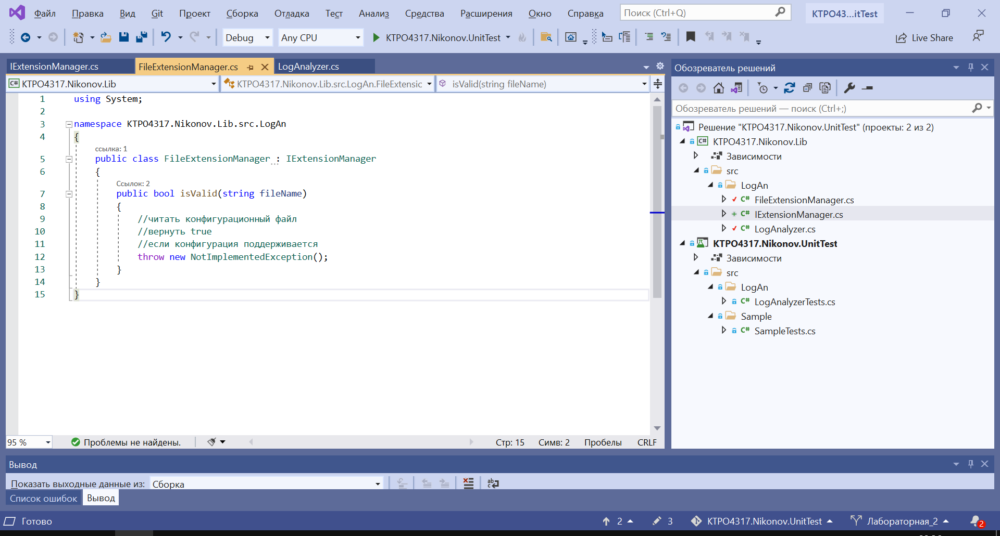 Файл Правка Вид Git Проект Сборка Отладка Тест Анализ Средства Расширения Окно Справка Поиск (Ctrl+Q) KTPO43...itTest
Debug Any CPU KTPO4317.Nikonov.UnitTest Live Share
IExtensionManager.cs FileExtensionManager.cs LogAnalyzer.cs
C# KTPO4317.Nikonov.Lib KTPO4317.Nikonov.Lib.src.LogAn.FileExtensic isValid(string fileName)
1 using System;
2
3 namespace KTPO4317.Nikonov.Lib.src.LogAn
4 {
ссылка: 1
5 public class FileExtensionManager : IExtensionManager
6 {
Ссылок: 2
7 public bool isValid(string fileName)
8 {
9 //читать конфигурационный файл
10 //вернуть true
11 //если конфигурация поддерживается
12 throw new NotImplementedException();
13 }
14 }
15 }
95 % Проблемы не найдены. Стр: 15 Симв: 2 Пробелы CRLF
Обозреватель решений
Обозреватель решений — поиск (Ctrl+;)
Решение "KTPO4317.Nikonov.UnitTest" (проекты: 2 из 2)
C# KTPO4317.Nikonov.Lib
Зависимости
src
LogAn
C# FileExtensionManager.cs
C# IExtensionManager.cs
C# LogAnalyzer.cs
KTPO4317.Nikonov.UnitTest
Зависимости
src
LogAn
C# LogAnalyzerTests.cs
Sample
C# SampleTests.cs
Вывод
Показать выходные данные из: Сборка
Список ошибок Вывод
Готово 2 3 KTPO4317.Nikonov.UnitTest Лабораторная_2 2